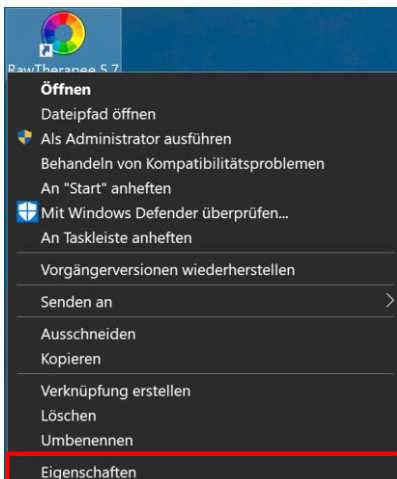 RawTherapee 5.7
Öffnen
Dateipfad öffnen
Als Administrator ausführen
Behandeln von Kompatibilitätsproblemen
An "Start" anheften
Mit Windows Defender überprüfen...
An Taskleiste anheften
Vorgängerversionen wiederherstellen
Senden an
Ausschneiden
Kopieren
Verknüpfung erstellen
Löschen
Umbenennen
Eigenschaften